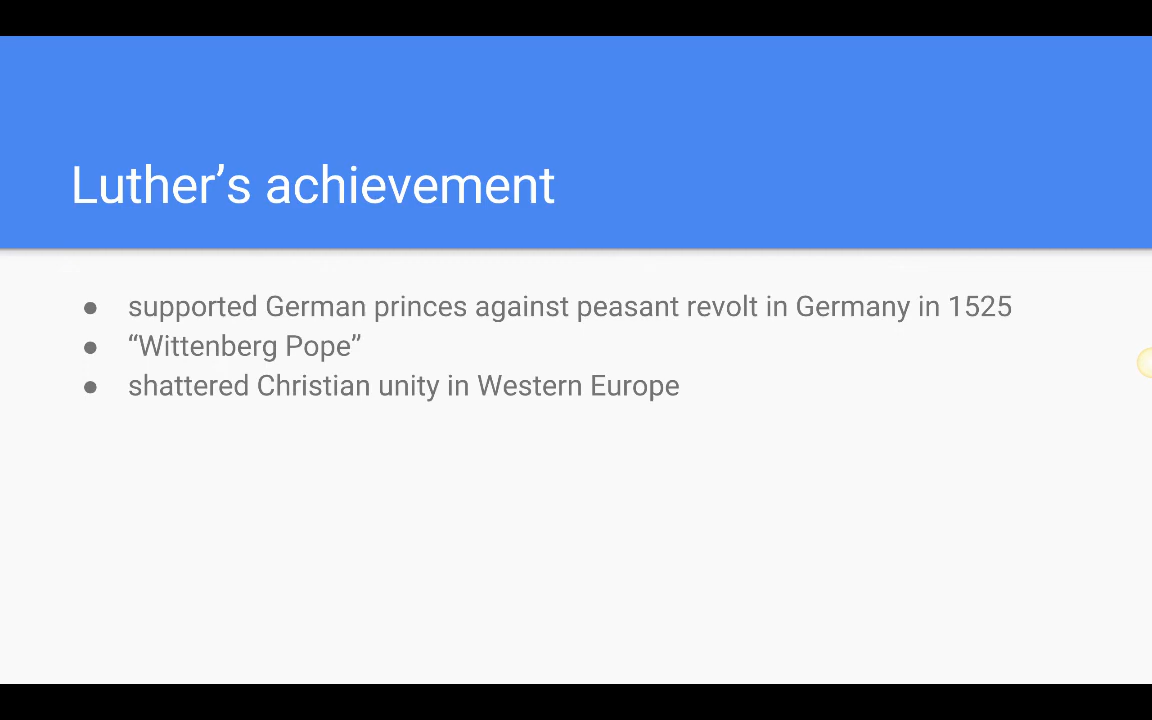 Luther’s achievement
● supported German princes against peasant revolt in Germany in 1525
● “Wittenberg Pope”
● shattered Christian unity in Western Europe